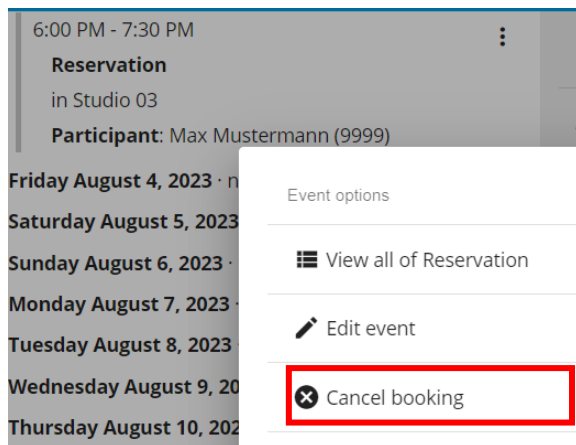 6:00 PM - 7:30 PM
Reservation
in Studio 03
Participant: Max Mustermann (9999)
Friday August 4, 2023 · n
Saturday August 5, 2023
Sunday August 6, 2023 ·
Monday August 7, 2023 ·
Tuesday August 8, 2023
Wednesday August 9, 20
Thursday August 10, 202
Event options
View all of Reservation
Edit event
Cancel booking